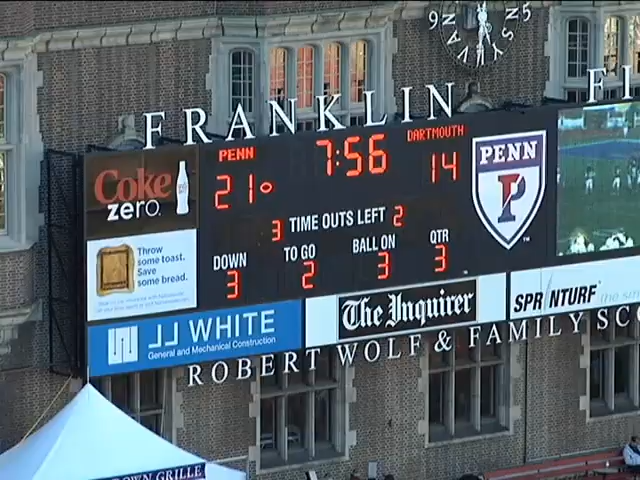 FRANKLIN
PENN 7:56 DARTMOUTH
21 14
3 TIME OUTS LEFT 2
DOWN TO GO BALL ON QTR
3 2 3 3
Coke
zero
Throw
some toast.
Save
some bread.
PENN
P
JJ WHITE
General and Mechanical Construction
The Inquirer
SPRINTURF
ROBERT WOLF & FAMILY
GRILLE